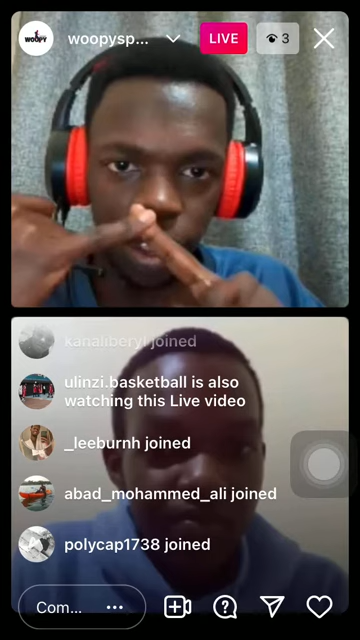 WOOPY
woopysp...
LIVE
3
kanaliberyl joined
ulinzi.basketball is also
watching this Live video
_leeburnh joined
abad_mohammed_ali joined
polycap1738 joined
Com...